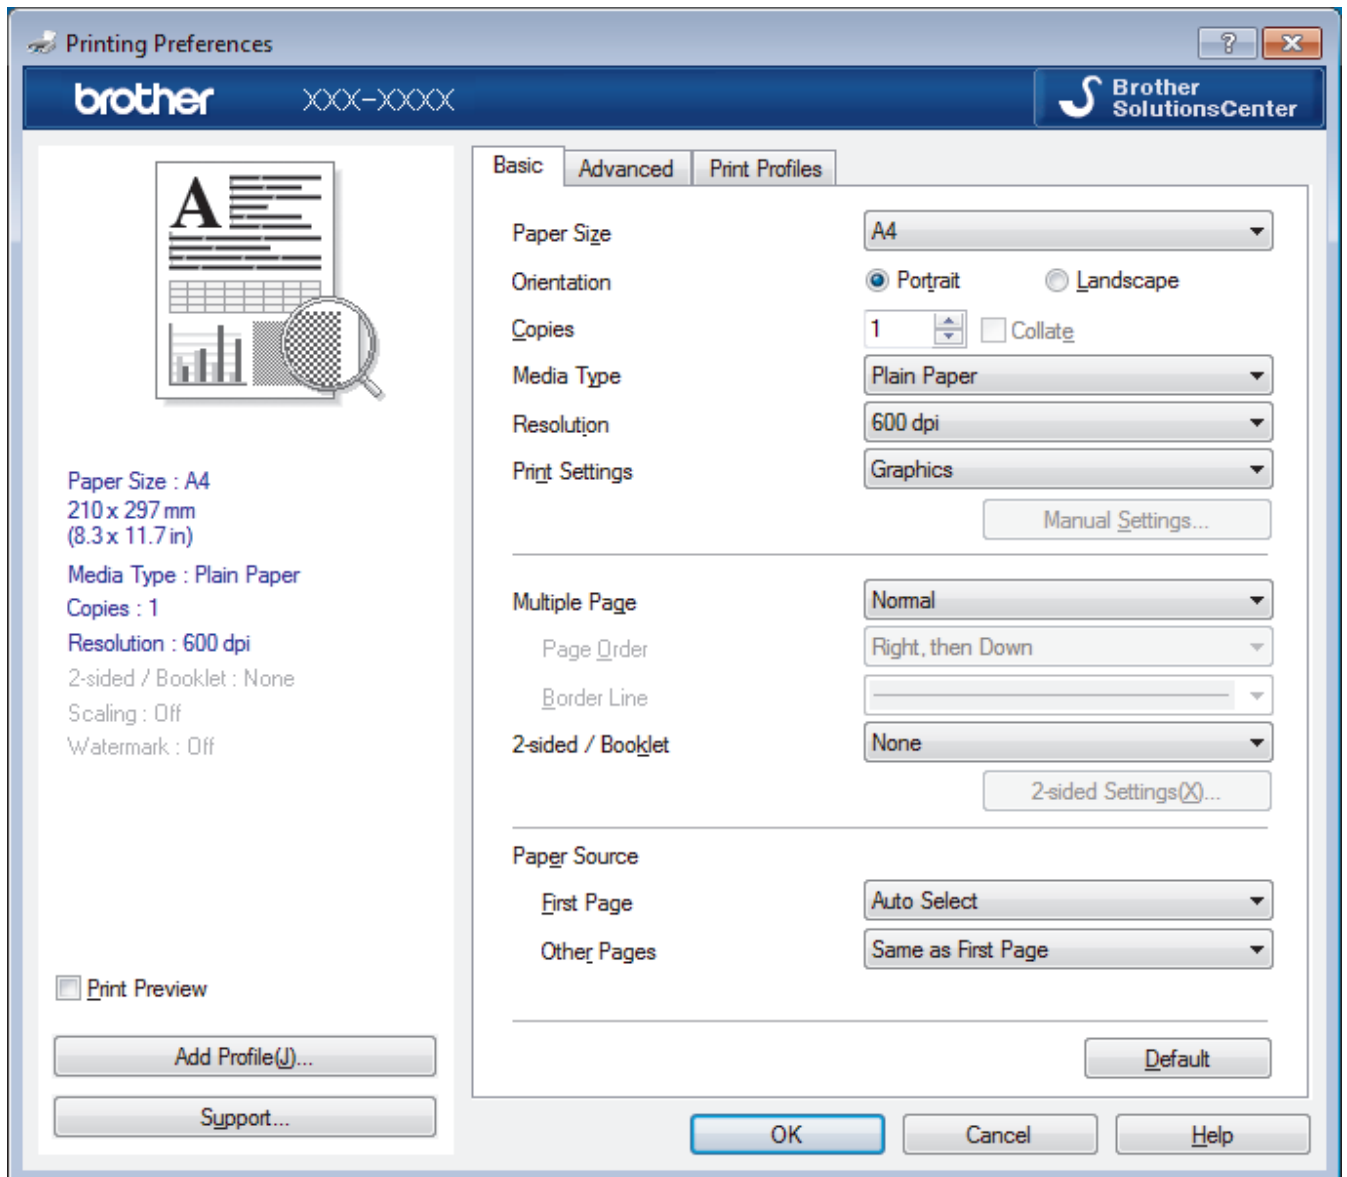 Printing Preferences
brother XXX-XXXX
Brother
SolutionsCenter
A
Paper Size : A4
210 x 297 mm
(8.3 x 11.7 in)
Media Type : Plain Paper
Copies : 1
Resolution : 600 dpi
2-sided / Booklet : None
Scaling : Off
Watermark : Off
Print Preview
Add Profile(J)...
Support...
Basic Advanced Print Profiles
Paper Size A4
Orientation Portrait Landscape
Copies 1 Collate
Media Type Plain Paper
Resolution 600 dpi
Print Settings Graphics
Manual Settings...
Multiple Page Normal
Page Order Right, then Down
Border Line
2-sided / Booklet None
2-sided Settings(X)...
Paper Source
First Page Auto Select
Other Pages Same as First Page
Default
OK Cancel Help